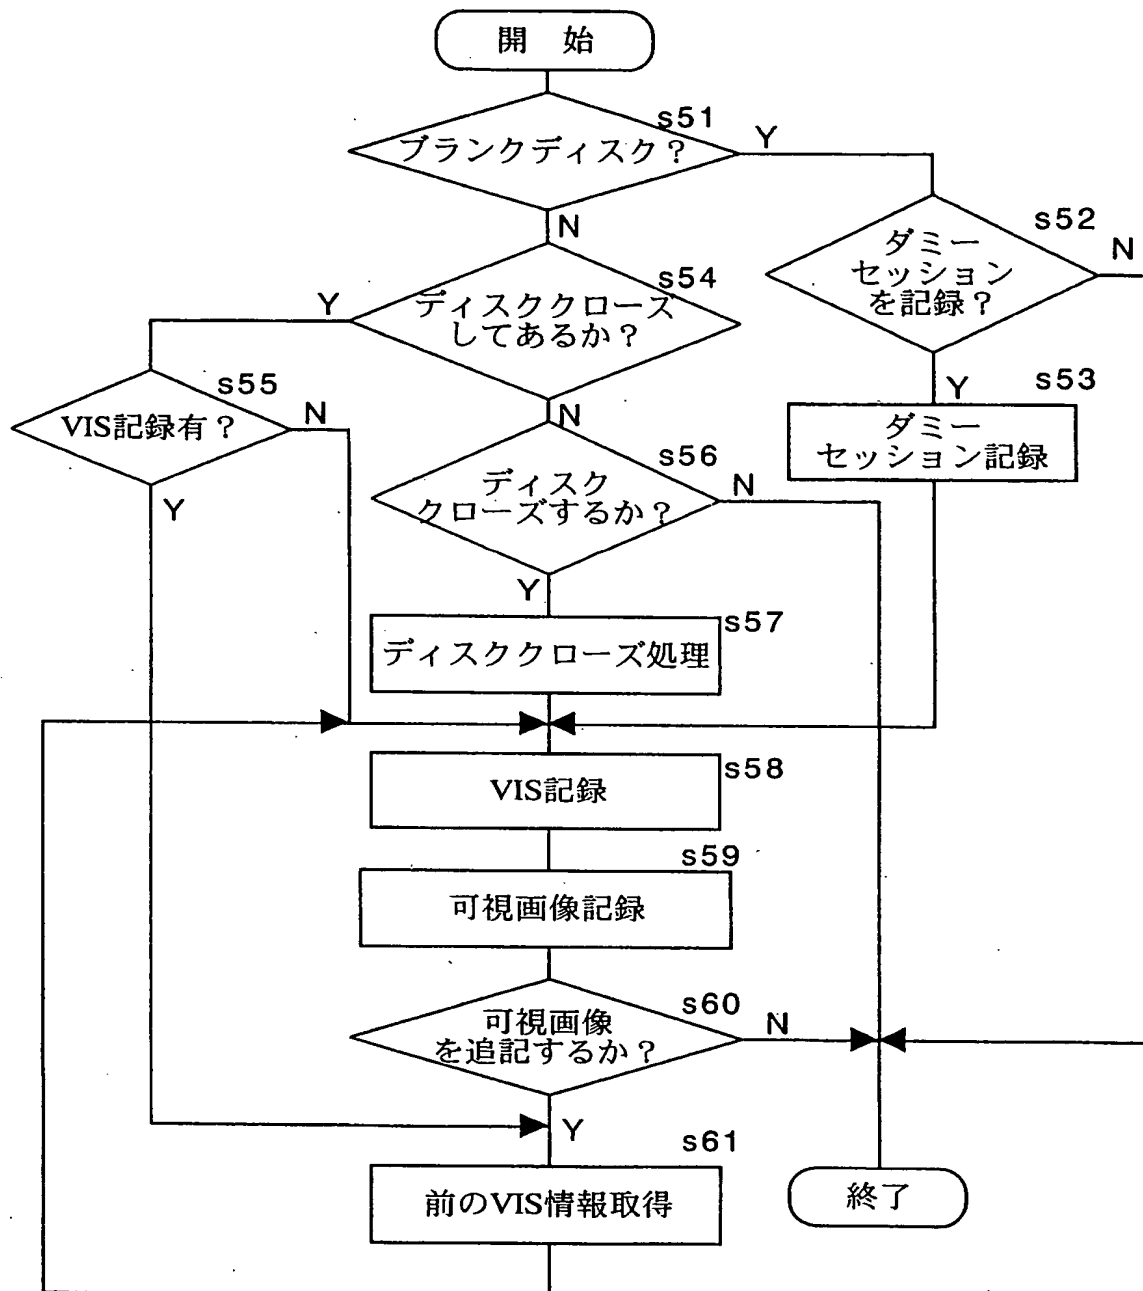 開 始
s51
ブランクディスク？
Y
N
s52
ダミー
セッション
を記録？
N
Y
s53
ダミー
セッション記録
s54
ディスククローズ
してあるか？
Y
N
s55
VIS記録有？
N
Y
s56
ディスク
クローズするか？
N
Y
s57
ディスククローズ処理
s58
VIS記録
s59
可視画像記録
s60
可視画像
を追記するか？
N
Y
s61
前のVIS情報取得
終了